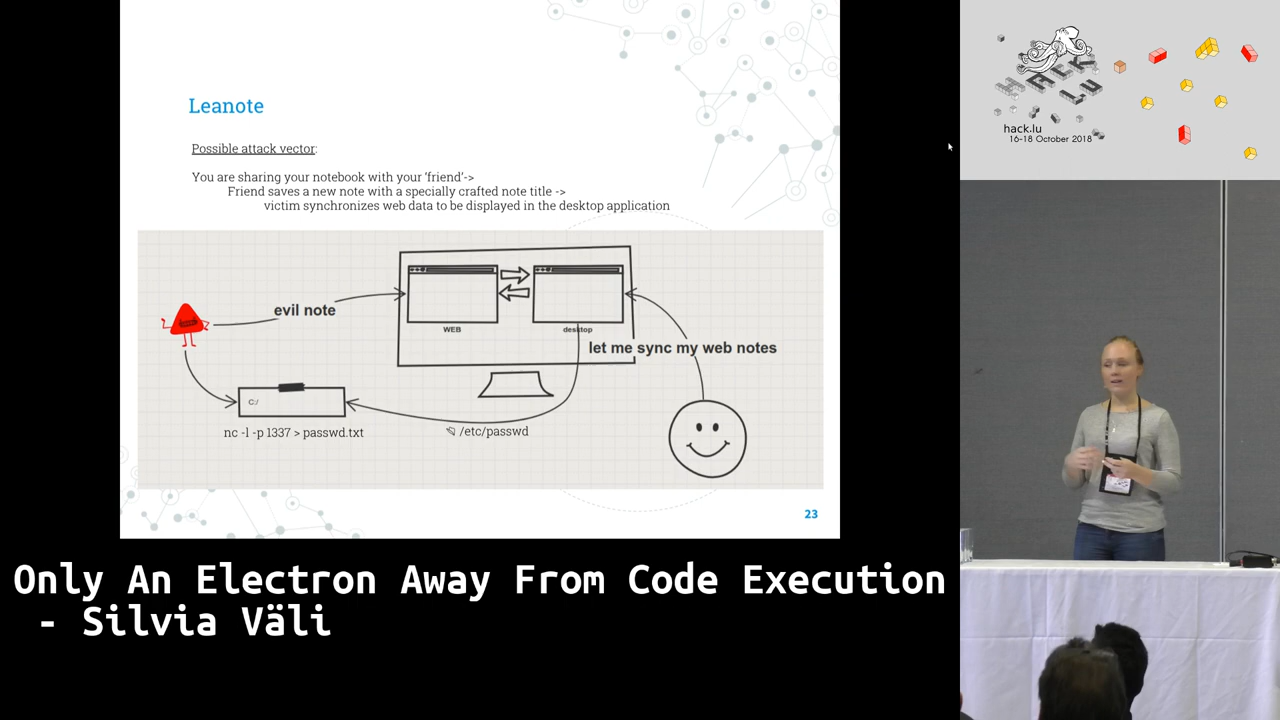 Leanote
Possible attack vector:
You are sharing your notebook with your 'friend'->
Friend saves a new note with a specially crafted note title ->
victim synchronizes web data to be displayed in the desktop application
evil note
WEB
desktop
let me sync my web notes
C:/
nc -l -p 1337 > passwd.txt
/etc/passwd
23
HACK
LU
hack.lu
16-18 October 2018
Only An Electron Away From Code Execution
- Silvia Väli